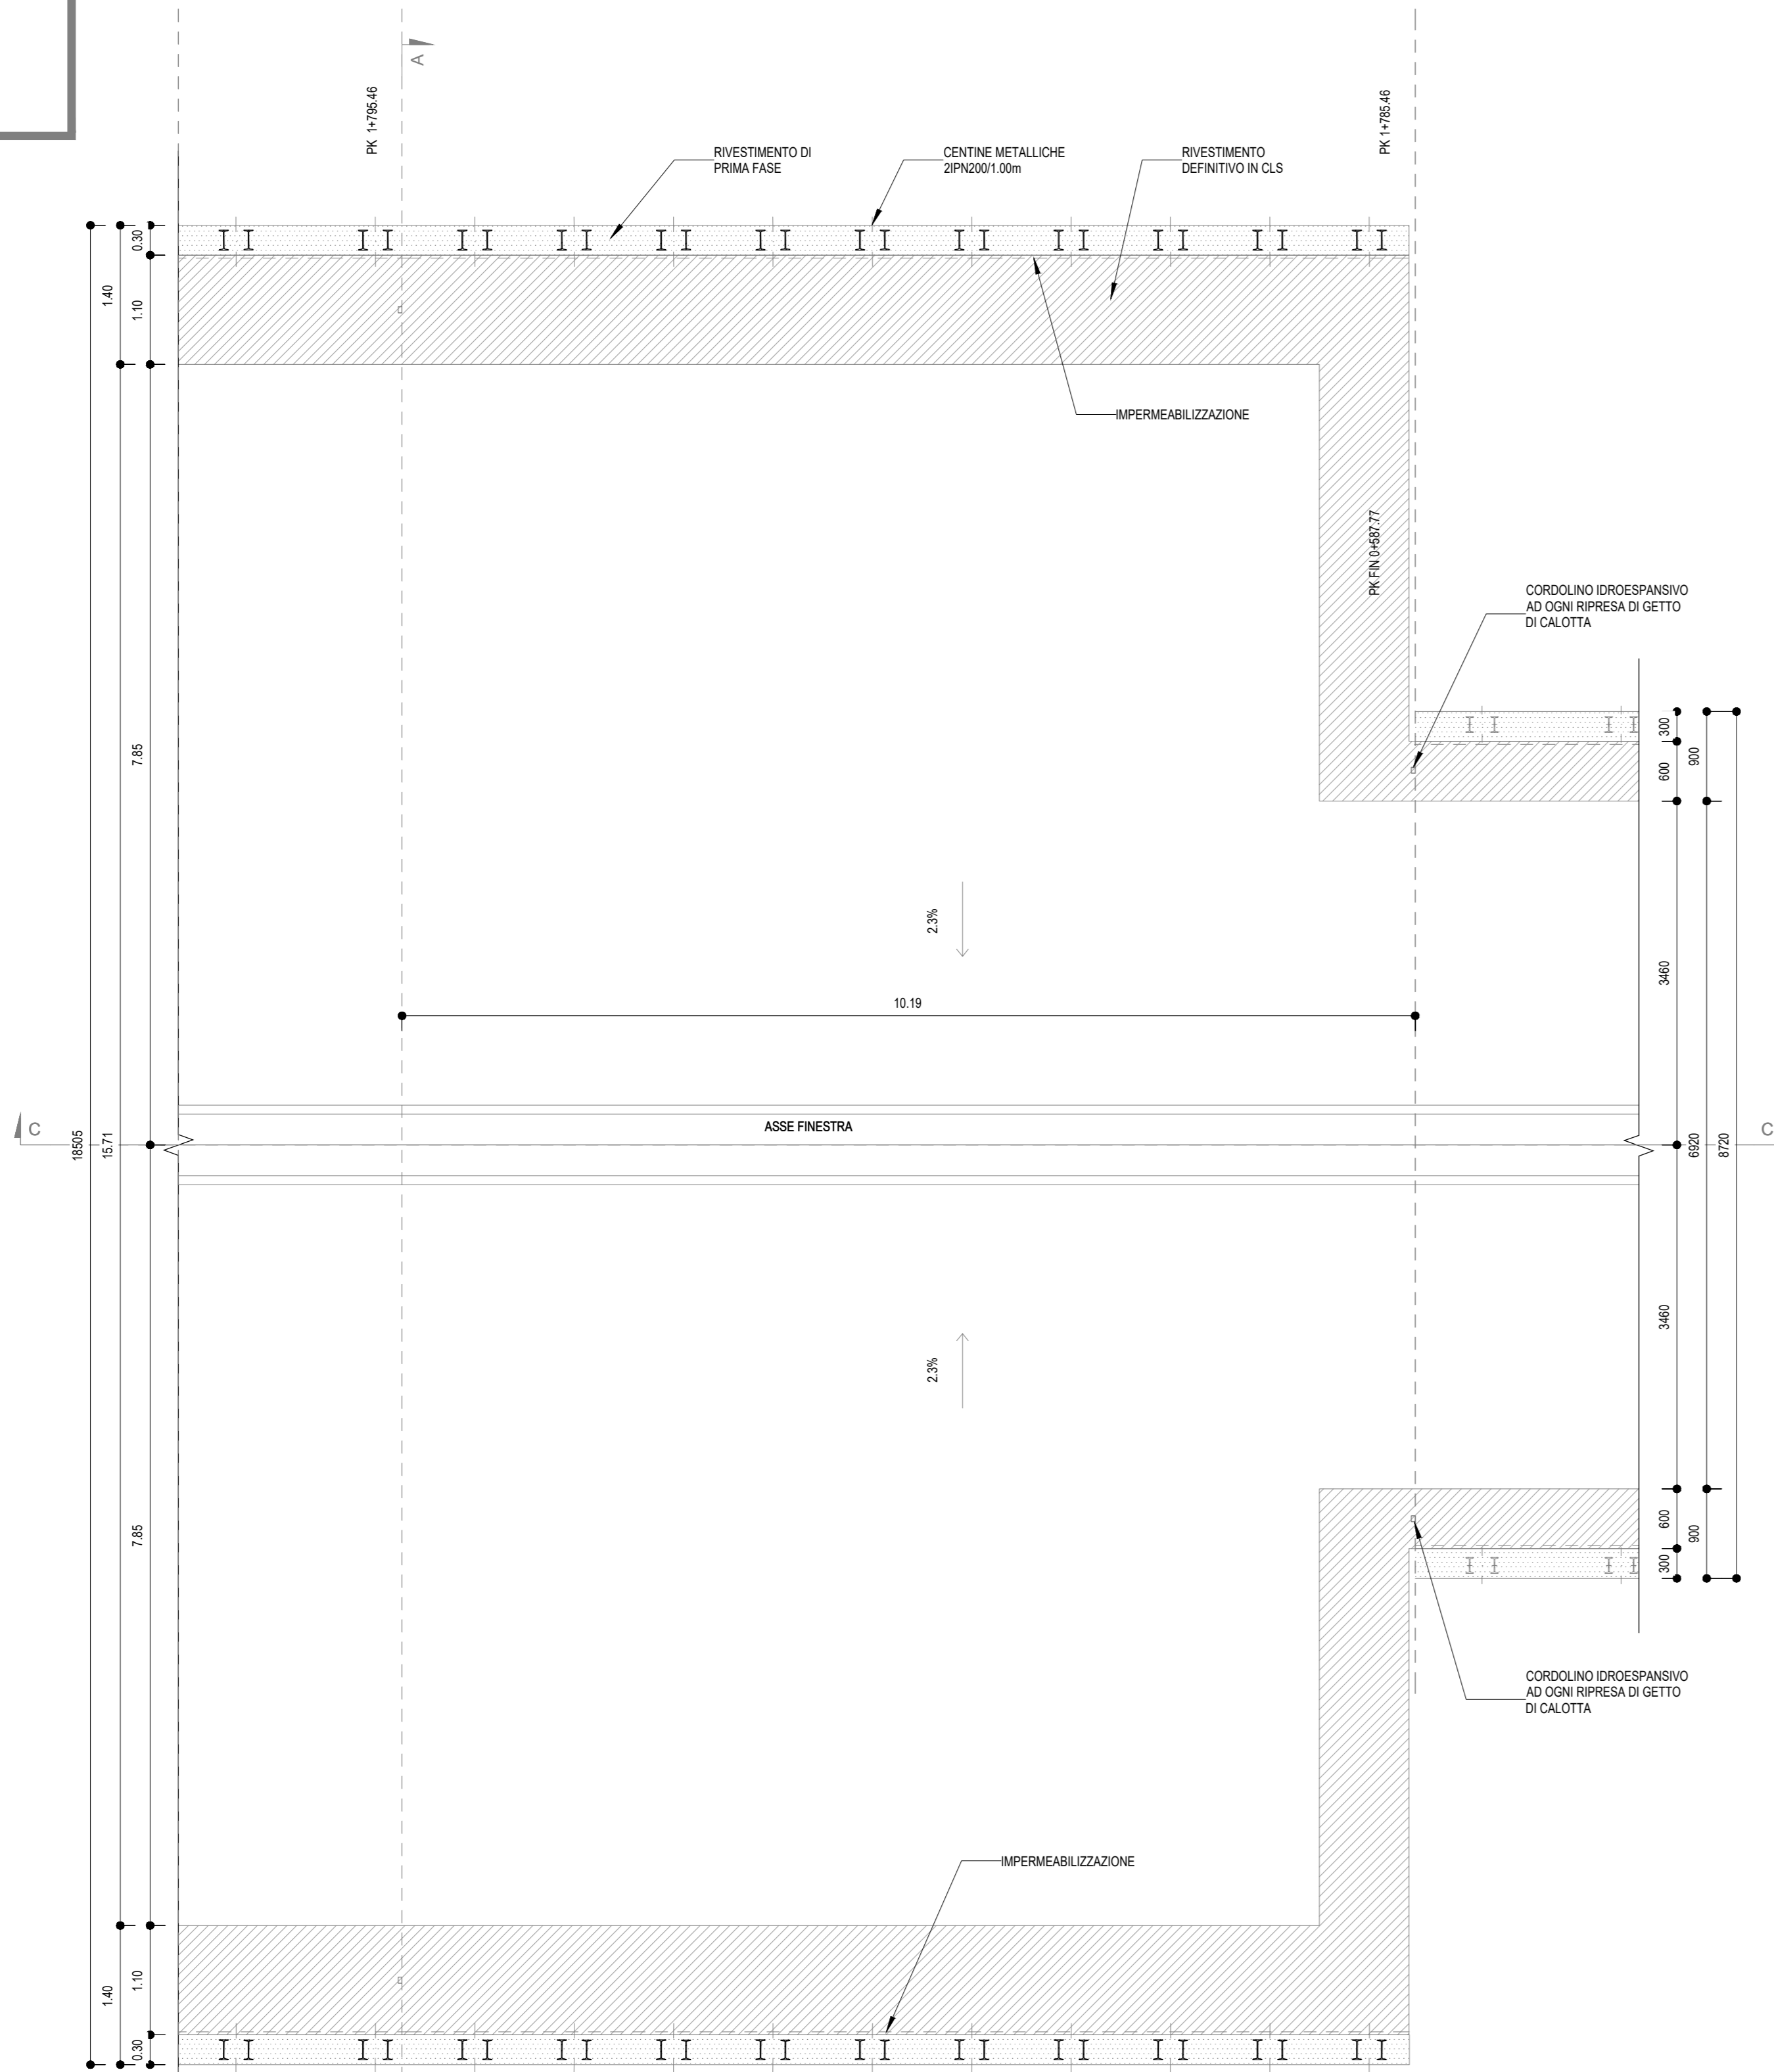 A
PK 1+795.46
PK 1+785.46
RIVESTIMENTO DI
PRIMA FASE
CENTINE METALLICHE
2IPN200/1.00m
RIVESTIMENTO
DEFINITIVO IN CLS
0.30
1.40
1.10
IMPERMEABILIZZAZIONE
PK FIN 0+587.77
CORDOLINO IDROESPANSIVO
AD OGNI RIPRESA DI GETTO
DI CALOTTA
7.85
300
600
900
2.3%
3460
10.19
C
18505
15.71
ASSE FINESTRA
6920
8720
C
3460
2.3%
7.85
600
900
300
CORDOLINO IDROESPANSIVO
AD OGNI RIPRESA DI GETTO
DI CALOTTA
IMPERMEABILIZZAZIONE
1.40
1.10
0.30